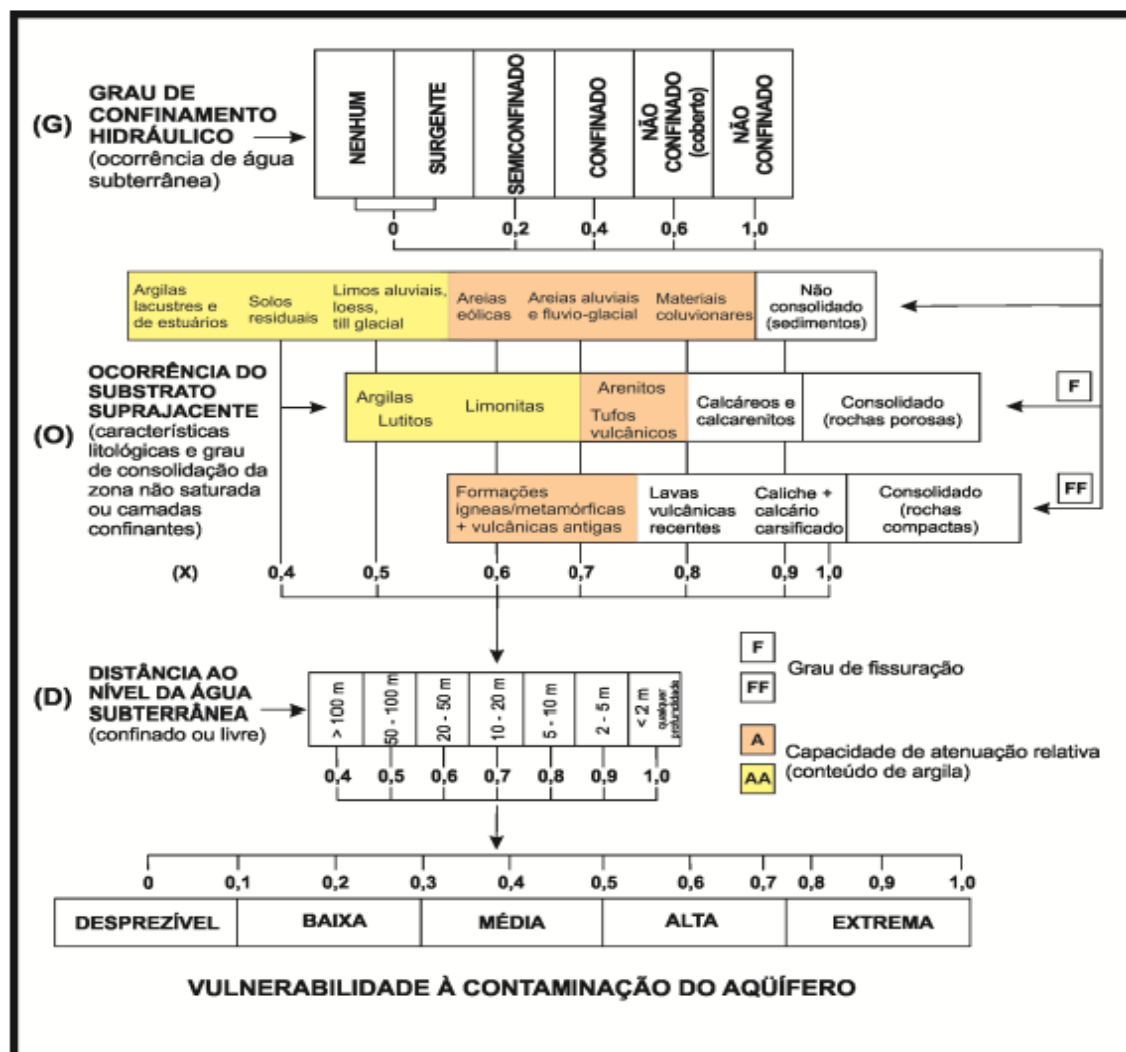 GRAU DE
CONFINAMENTO
HIDRÁULICO
(ocorrência de água
subterrânea)
(G)
NENHUM
SURGENTE
SEMICONFINADO
CONFINADO
NÃO
CONFINADO
(coberto)
NÃO
CONFINADO
0 0,2 0,4 0,6 1,0
Argilas
lacustres e
de estuários
Solos
residuais
Limos aluviais,
loess,
till glacial
Areias
eólicas
Areias aluviais
e fluvio-glacial
Materiais
coluvionares
Não
consolidado
(sedimentos)
OCORRÊNCIA DO
SUBSTRATO
SUPRAJACENTE
(características
litológicas e grau
de consolidação da
zona não saturada
ou camadas
confinantes)
(O)
Argilas
Lutitos
Limonitas
Arenitos
Tufos
vulcânicos
Calcáreos e
calcarenitos
Consolidado
(rochas porosas)
F
Formações
igneas/metamórficas
+ vulcânicas antigas
Lavas
vulcânicas
recentes
Caliche +
calcário
carsificado
Consolidado
(rochas
compactas)
FF
(X) 0,4 0,5 0,6 0,7 0,8 0,9 1,0
DISTÂNCIA AO
NÍVEL DA ÁGUA
SUBTERRÂNEA
(confinado ou livre)
(D)
> 100 m
50 - 100 m
20 - 50 m
10 - 20 m
5 - 10 m
2 - 5 m
< 2 m
qualquer
profundidade
0,4 0,5 0,6 0,7 0,8 0,9 1,0
F
FF
Grau de fissuração
A
AA
Capacidade de atenuação relativa
(conteúdo de argila)
0 0,1 0,2 0,3 0,4 0,5 0,6 0,7 0,8 0,9 1,0
DESPREZÍVEL BAIXA MÉDIA ALTA EXTREMA
VULNERABILIDADE À CONTAMINAÇÃO DO AQÜÍFERO